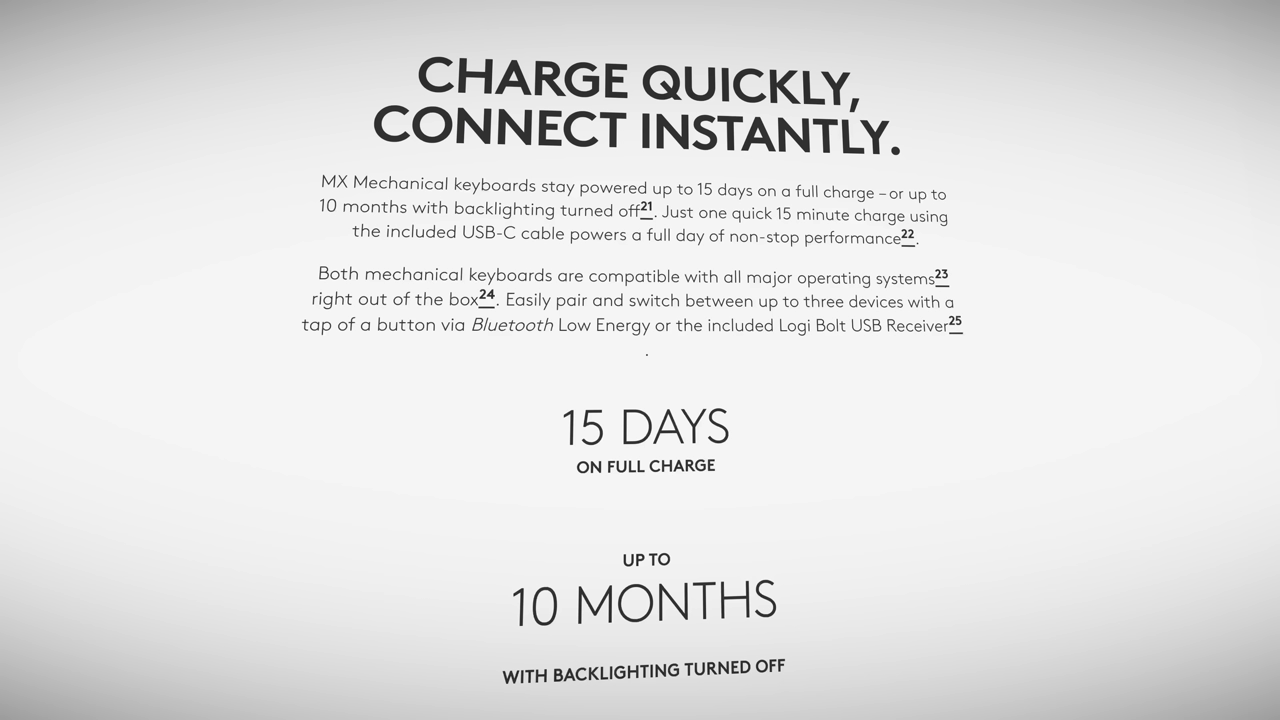 CHARGE QUICKLY,
CONNECT INSTANTLY.
MX Mechanical keyboards stay powered up to 15 days on a full charge – or up to
10 months with backlighting turned off21. Just one quick 15 minute charge using
the included USB-C cable powers a full day of non-stop performance22.
Both mechanical keyboards are compatible with all major operating systems23
right out of the box24. Easily pair and switch between up to three devices with a
tap of a button via Bluetooth Low Energy or the included Logi Bolt USB Receiver25
.
15 DAYS
ON FULL CHARGE
UP TO
10 MONTHS
WITH BACKLIGHTING TURNED OFF